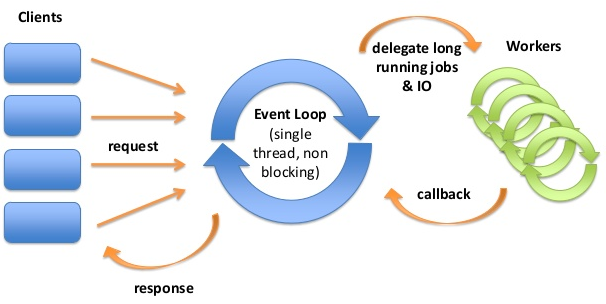 Clients
delegate long
running jobs
& IO
Workers
Event Loop
(single
thread, non
blocking)
request
callback
response